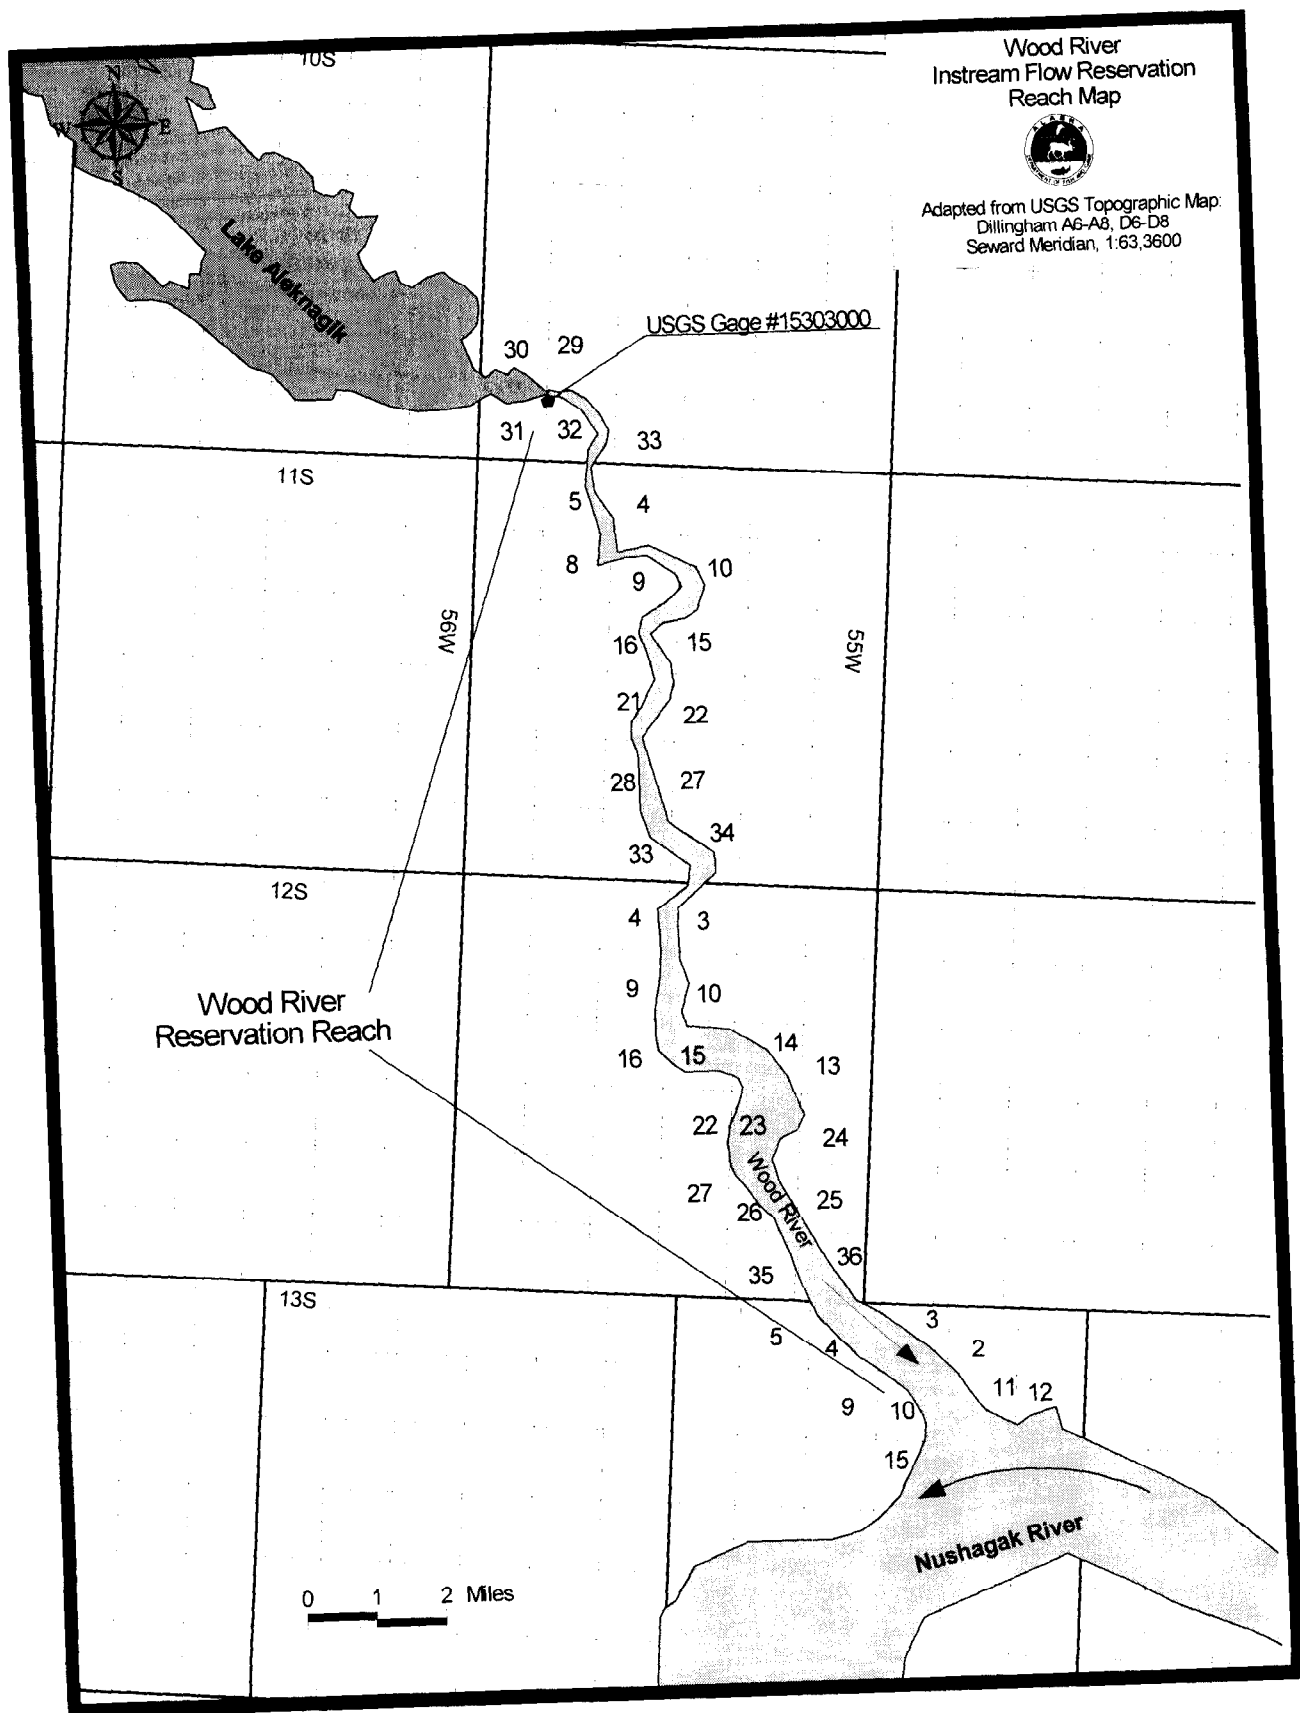 Wood River
Instream Flow Reservation
Reach Map
ALASKA
Adapted from USGS Topographic Map:
Dillingham A6-A8, D6-D8
Seward Meridian, 1:63,3600
10S
N
W
E
S
Lake Aleknagik
USGS Gage #15303000
30
29
31
32
33
11S
5
4
8
9
10
56W
55W
16
15
21
22
28
27
34
33
12S
4
3
9
10
Wood River
Reservation Reach
16
15
14
13
22
23
24
Wood River
27
26
25
36
35
13S
3
5
4
2
11
12
9
10
15
Nushagak River
0 1 2 Miles